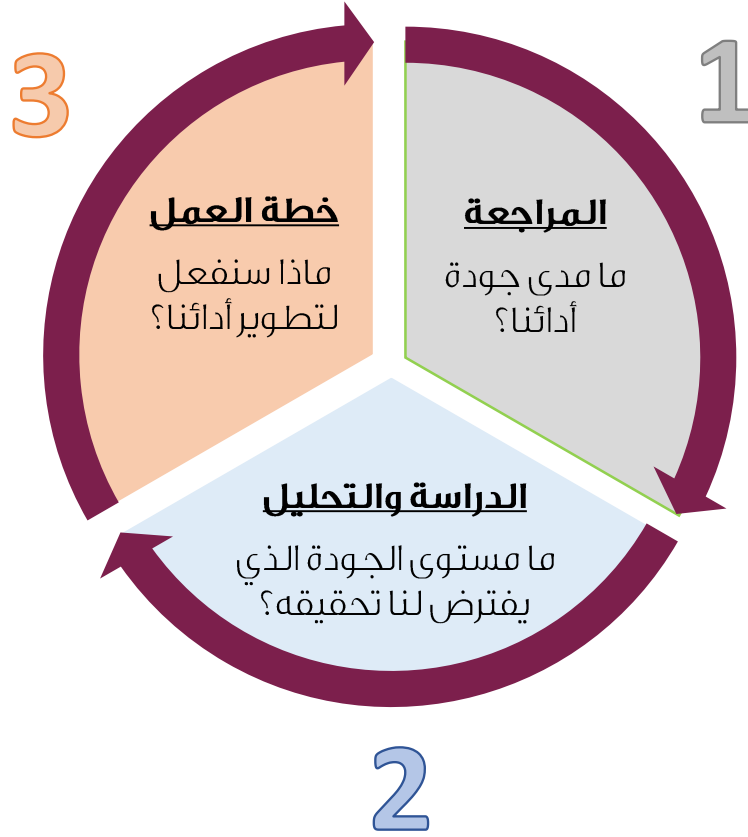 1
المراجعة
ما مدى جودة
أدائنا؟
2
الدراسة والتحليل
ما مستوى الجودة الذي
يفترض لنا تحقيقه؟
3
خطة العمل
ماذا سنفعل
لتطوير أدائنا؟